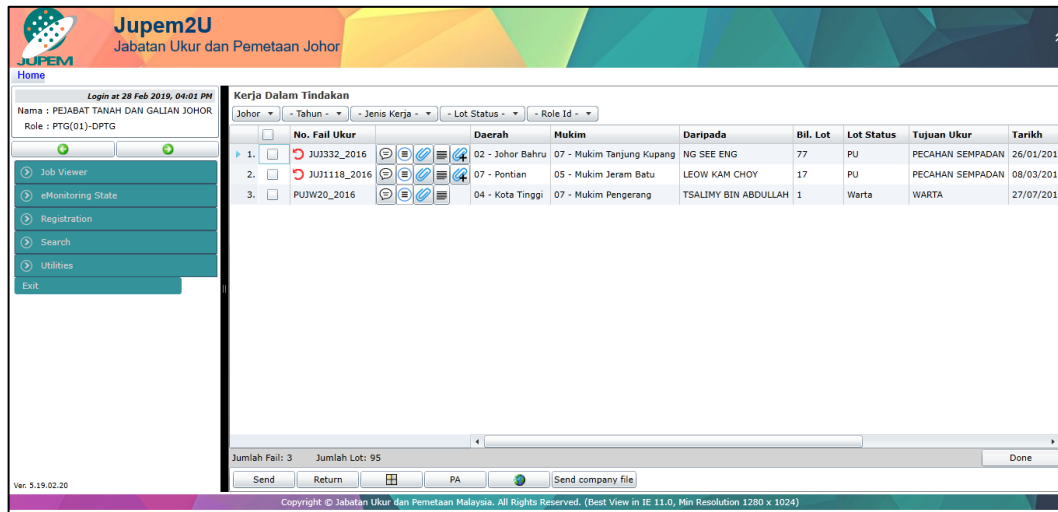 Jupem2U
Jabatan Ukur dan Pemetaan Johor
JUPEM
Home
Login at 28 Feb 2019, 04:01 PM
Nama : PEJABAT TANAH DAN GALIAN JOHOR
Role : PTG(01)-DPTG
Job Viewer
eMonitoring State
Registration
Search
Utilities
Exit
Ver. 5.19.02.20
Kerja Dalam Tindakan
Johor - Tahun - - Jenis Kerja - - Lot Status - - Role Id -
No. Fail Ukur Daerah Mukim Daripada Bil. Lot Lot Status Tujuan Ukur Tarikh
1. JUJ332_2016 02 - Johor Bahru 07 - Mukim Tanjung Kupang NG SEE ENG 77 PU PECAHAN SEMPADAN 26/01/201
2. JUJ1118_2016 07 - Pontian 05 - Mukim Jeram Batu LEOW KAM CHOY 17 PU PECAHAN SEMPADAN 08/03/201
3. PUJW20_2016 04 - Kota Tinggi 07 - Mukim Pengerang TSALIMY BIN ABDULLAH 1 Warta WARTA 27/07/201
Jumlah Fail: 3 Jumlah Lot: 95 Done
Send Return PA Send company file
Copyright © Jabatan Ukur dan Pemetaan Malaysia. All Rights Reserved. (Best View in IE 11.0, Min Resolution 1280 x 1024)